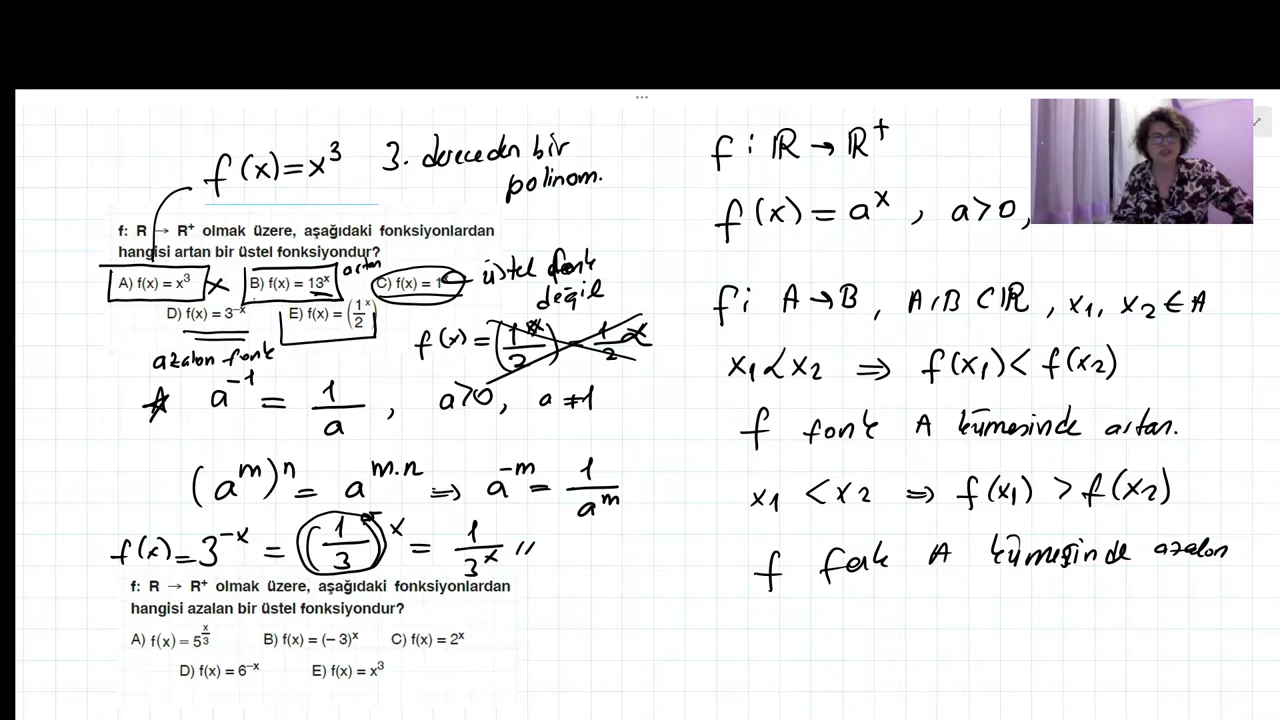 f(x) = x³ 3. dereceden bir
polinom.
f: R → R⁺ olmak üzere, aşağıdaki fonksiyonlardan
hangisi artan bir üstel fonksiyondur?
A) f(x) = x³ x B) f(x) = 13ˣ artan C) f(x) = 1 üstel fonk
değil
D) f(x) = 3⁻ˣ E) f(x) = (1/2)ˣ
azalan fonk
f(x) =
☆ a⁻¹ = 1/a , a>0, a ≠ 1
(aᵐ)ⁿ = aᵐ·ⁿ ⇒ a⁻ᵐ = 1/aᵐ
f(x) = 3⁻ˣ = (1/3)ˣ = 1/3ˣ //
f: R → R⁺ olmak üzere, aşağıdaki fonksiyonlardan
hangisi azalan bir üstel fonksiyondur?
A) f(x) = 5^(x/3) B) f(x) = (– 3)ˣ C) f(x) = 2ˣ
D) f(x) = 6⁻ˣ E) f(x) = x³
f : ℝ → ℝ⁺
f(x) = aˣ , a>0,
f: A → B, A,B ⊂ ℝ, x₁, x₂ ∈ A
x₁ < x₂ ⇒ f(x₁) < f(x₂)
f fonk A kümesinde artan.
x₁ < x₂ ⇒ f(x₁) > f(x₂)
f fonk A kümesinde azalan